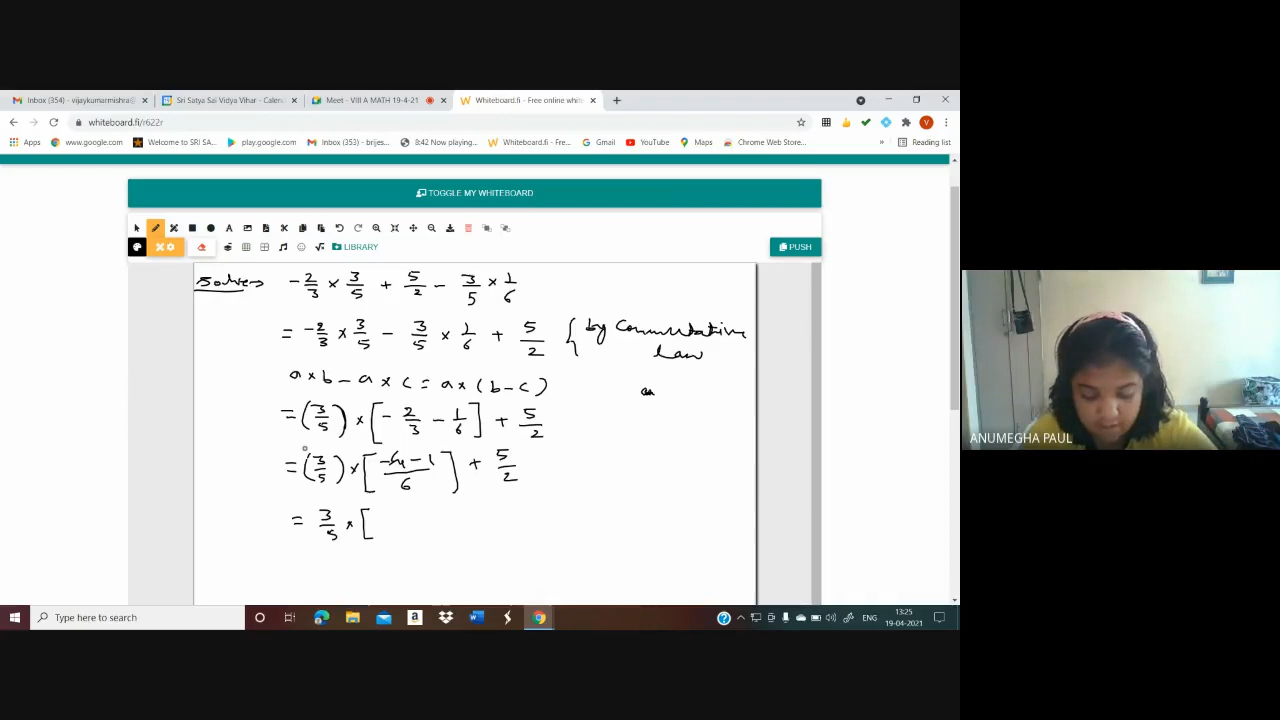 Inbox (354) - vijaykumarmishra@
Sri Satya Sai Vidya Vihar - Calen
Meet - VIII A MATH 19-4-21
Whiteboard.fi - Free online white
whiteboard.fi/r622r
Apps
www.google.com
Welcome to SRI SA...
play.google.com
Inbox (353) - brijes...
8:42 Now playing...
Whiteboard.fi - Fre...
Gmail
YouTube
Maps
Chrome Web Store...
Reading list
TOGGLE MY WHITEBOARD
LIBRARY
PUSH
Solve → -2/3 × 3/5 + 5/2 - 3/5 × 1/6
= -2/3 × 3/5 - 3/5 × 1/6 + 5/2 { by Commutative
law
a × b - a × c = a × (b - c)
= (3/5) × [- 2/3 - 1/6] + 5/2
= (3/5) × [-4 - 1/6] + 5/2
= 3/5 × [
ANUMEGHA PAUL
Type here to search
ENG
13:25
19-04-2021